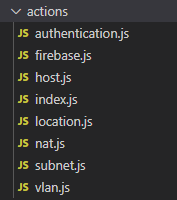 actions
JS authentication.js
JS firebase.js
JS host.js
JS index.js
JS location.js
JS nat.js
JS subnet.js
JS vlan.js